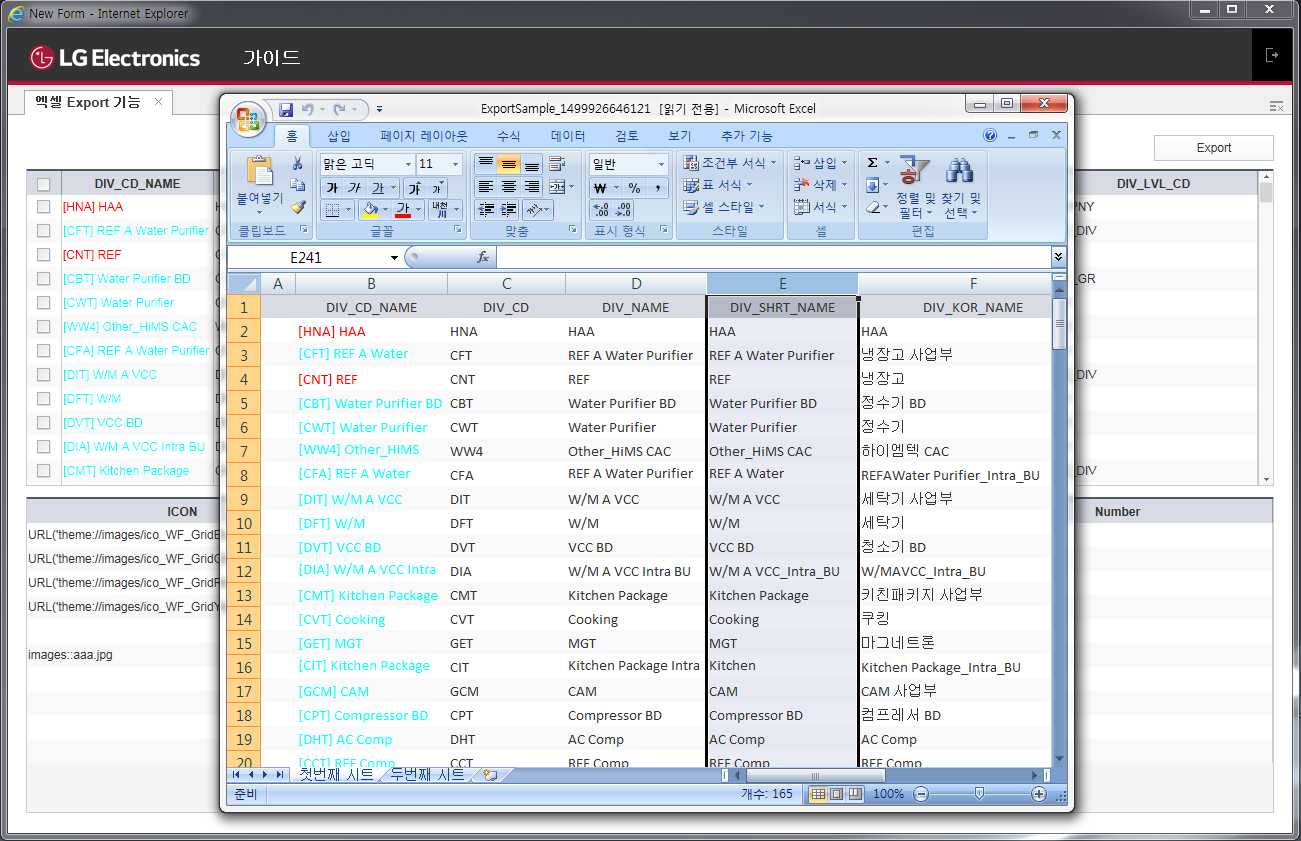 New Form - Internet Explorer
LG Electronics 가이드
엑셀 Export 기능
Export
DIV_CD_NAME
[HNA] HAA
[CFT] REF A Water Purifier
[CNT] REF
[CBT] Water Purifier BD
[CWT] Water Purifier
[WW4] Other_HiMS CAC
[CFA] REF A Water Purifier
[DIT] W/M A VCC
[DFT] W/M
[DVT] VCC BD
[DIA] W/M A VCC Intra BU
[CMT] Kitchen Package
DIV_LVL_CD
PNY
_DIV
_GR
_DIV
_DIV
ICON
URL('theme://images/ico_WF_GridE
URL('theme://images/ico_WF_GridG
URL('theme://images/ico_WF_GridR
URL('theme://images/ico_WF_GridY
images::aaa.jpg
Number
ExportSample_1499926646121 [읽기 전용] - Microsoft Excel
홈 삽입 페이지 레이아웃 수식 데이터 검토 보기 추가 기능
붙여넣기
클립보드
맑은 고딕 11
가 가 가 가 가
가 내천
글꼴
맞춤
일반
₩ % ,
표시 형식
조건부 서식
표 서식
셀 스타일
스타일
삽입
삭제
서식
셀
Σ
정렬 및 필터
찾기 및 선택
편집
E241 fx
A B C D E F
1 DIV_CD_NAME DIV_CD DIV_NAME DIV_SHRT_NAME DIV_KOR_NAME
2 [HNA] HAA HNA HAA HAA HAA
3 [CFT] REF A Water CFT REF A Water Purifier REF A Water Purifier 냉장고 사업부
4 [CNT] REF CNT REF REF 냉장고
5 [CBT] Water Purifier BD CBT Water Purifier BD Water Purifier BD 정수기 BD
6 [CWT] Water Purifier CWT Water Purifier Water Purifier 정수기
7 [WW4] Other_HiMS WW4 Other_HiMS CAC Other_HiMS CAC 하이엠텍 CAC
8 [CFA] REF A Water CFA REF A Water Purifier REF A Water REFAWater Purifier_Intra_BU
9 [DIT] W/M A VCC DIT W/M A VCC W/M A VCC 세탁기 사업부
10 [DFT] W/M DFT W/M W/M 세탁기
11 [DVT] VCC BD DVT VCC BD VCC BD 청소기 BD
12 [DIA] W/M A VCC Intra DIA W/M A VCC Intra BU W/M A VCC_Intra_BU W/MAVCC_Intra_BU
13 [CMT] Kitchen Package CMT Kitchen Package Kitchen Package 키친패키지 사업부
14 [CVT] Cooking CVT Cooking Cooking 쿠킹
15 [GET] MGT GET MGT MGT 마그네트론
16 [CIT] Kitchen Package CIT Kitchen Package Intra Kitchen Kitchen Package_Intra_BU
17 [GCM] CAM GCM CAM CAM CAM 사업부
18 [CPT] Compressor BD CPT Compressor BD Compressor BD 컴프레서 BD
19 [DHT] AC Comp DHT AC Comp AC Comp AC Comp
20 [CCT] REF Comp CCT REF Comp REF Comp REF Comp
첫번째 시트 두번째 시트
준비 개수: 165 100%